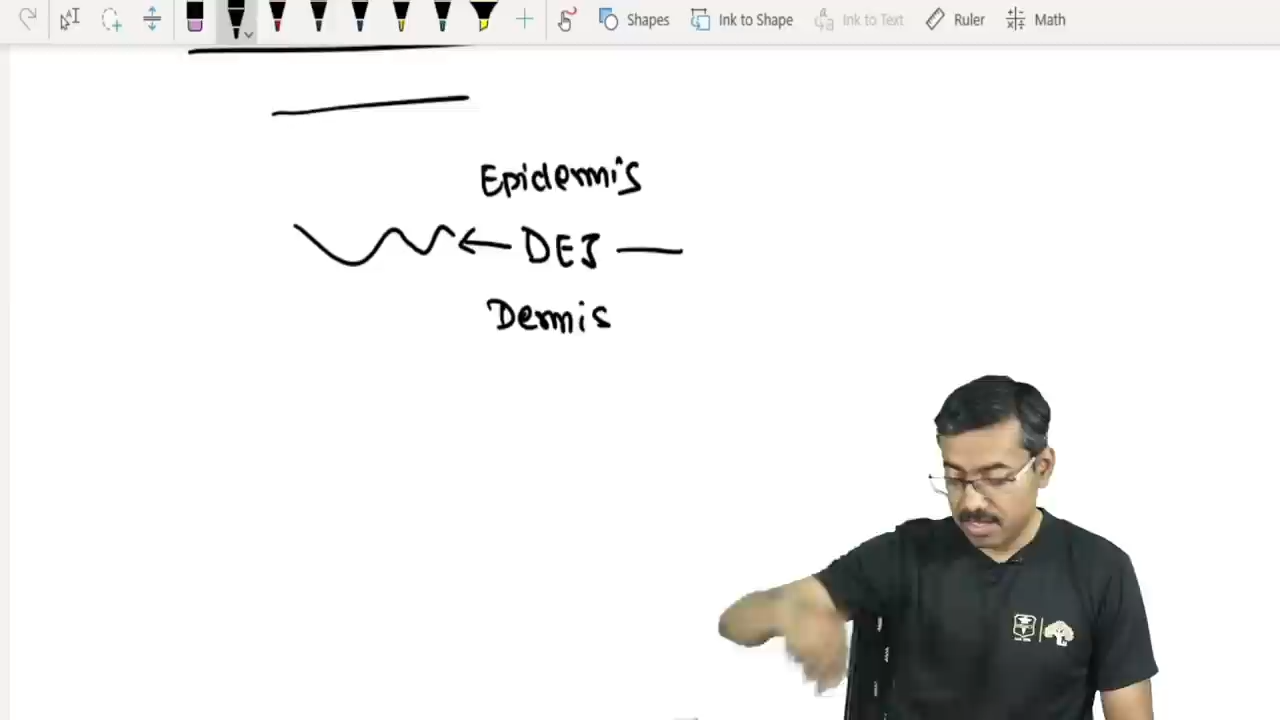 Shapes Ink to Shape Ink to Text Ruler Math
Epidermis
DEJ
Dermis